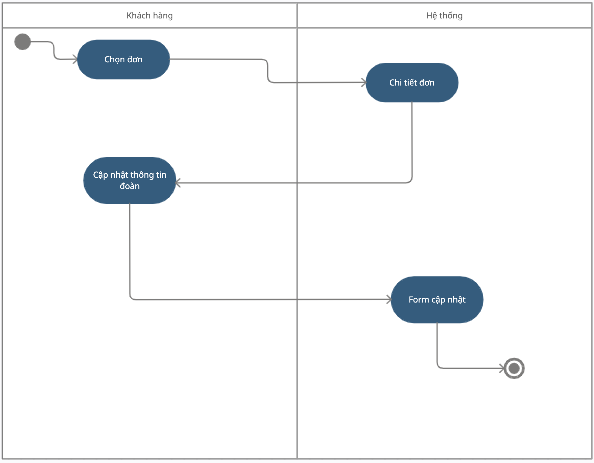 Khách hàng
Hệ thống
Chọn đơn
Chi tiết đơn
Cập nhật thông tin
đoàn
Form cập nhật